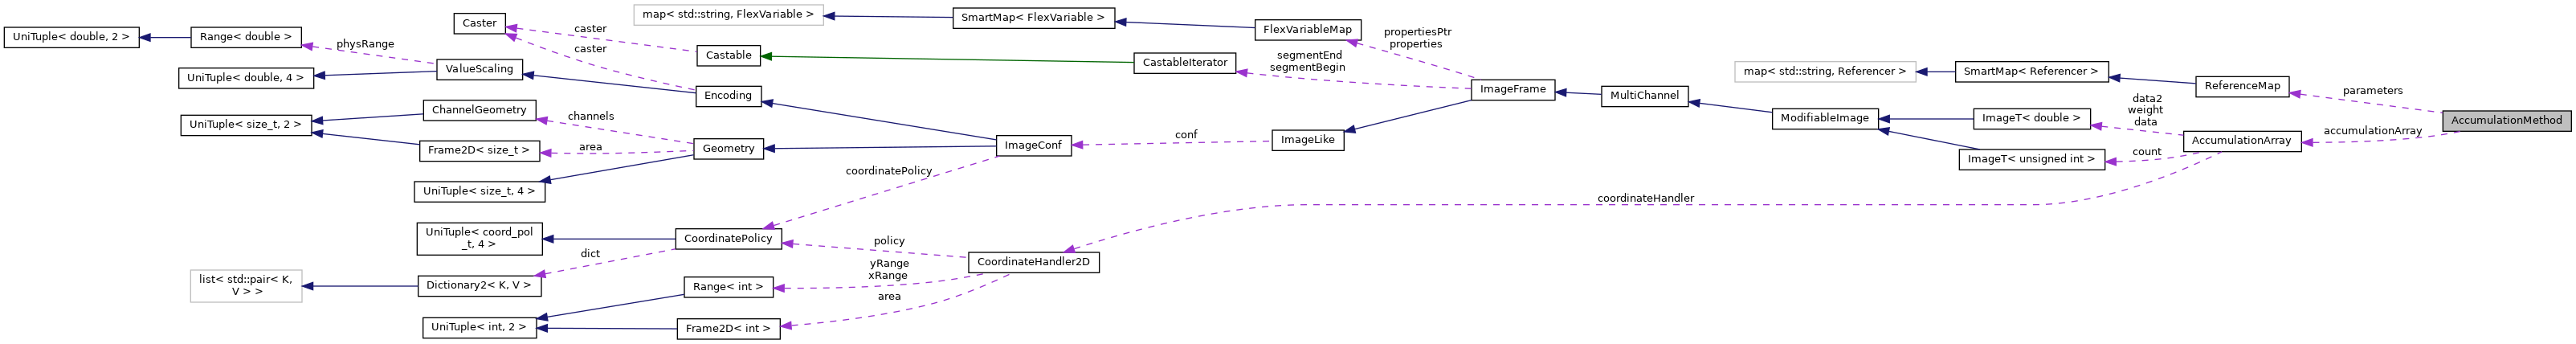 UniTuple< double, 2 >
Range< double >
physRange
UniTuple< double, 4 >
ValueScaling
Caster
caster
caster
map< std::string, FlexVariable >
SmartMap< FlexVariable >
FlexVariableMap
propertiesPtr
properties
Castable
CastableIterator
segmentEnd
segmentBegin
Encoding
ImageFrame
MultiChannel
map< std::string, Referencer >
SmartMap< Referencer >
ReferenceMap
parameters
AccumulationMethod
ChannelGeometry
channels
UniTuple< size_t, 2 >
Frame2D< size_t >
area
Geometry
UniTuple< size_t, 4 >
ImageConf
conf
ImageLike
ModifiableImage
ImageT< double >
data2
weight
data
ImageT< unsigned int >
count
AccumulationArray
accumulationArray
coordinatePolicy
coordinateHandler
UniTuple< coord_pol
_t, 4 >
CoordinatePolicy
policy
CoordinateHandler2D
dict
list< std::pair< K,
V > >
Dictionary2< K, V >
Range< int >
yRange
xRange
area
UniTuple< int, 2 >
Frame2D< int >